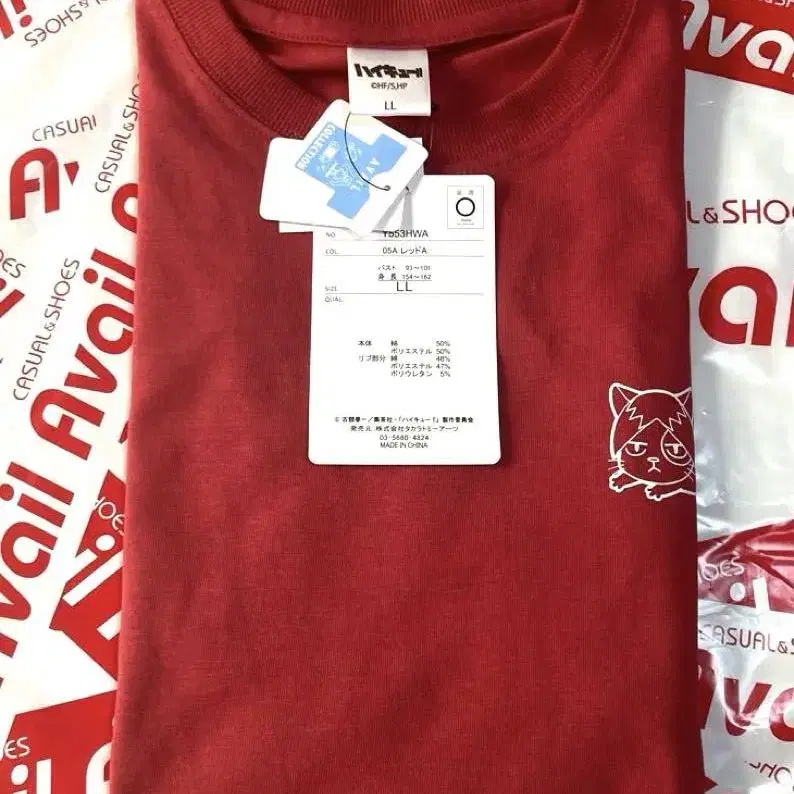 ハイキュー!!
©HF/S,HP
LL
COLLECTION
AVAIL
NO. Y553HWA
COL. 05A レッドA
バスト 93~101
身長 154~162
SIZE LL
QUAL.
本体 綿 50%
ポリエステル 50%
リブ部分 綿 48%
ポリエステル 47%
ポリウレタン 5%
© 古舘春一/集英社・「ハイキュー!!」製作委員会
発売元:株式会社タカラトミーアーツ
03-5680-4824
MADE IN CHINA
CASUAL&SHOES
Avail
CASUAL&SHOES
Avail
CASUAL&SHOES
Avail